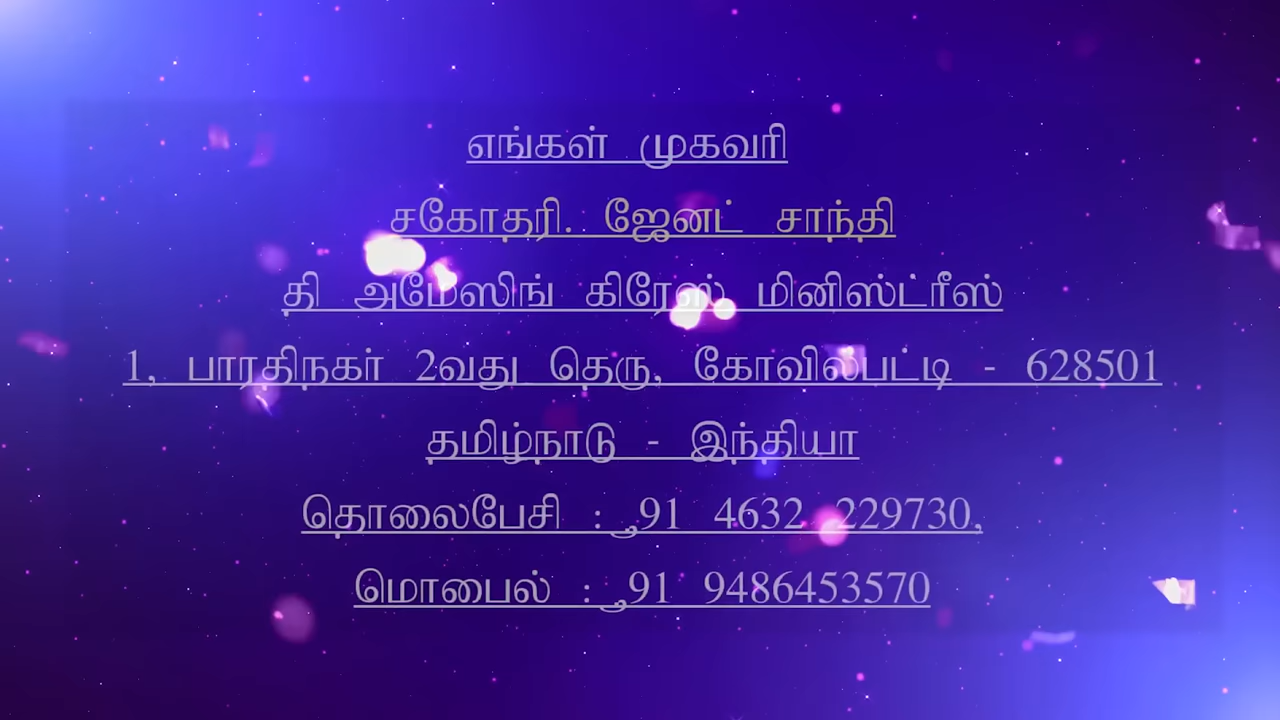 எங்கள் முகவரி
சகோதரி. ஜேனட் சாந்தி
தி அமேஸிங் கிரேஸ் மினிஸ்ட்ரீஸ்
1, பாரதிநகர் 2வது தெரு, கோவில்பட்டி - 628501
தமிழ்நாடு - இந்தியா
தொலைபேசி : ு91 4632 229730,
மொபைல் : ு91 9486453570